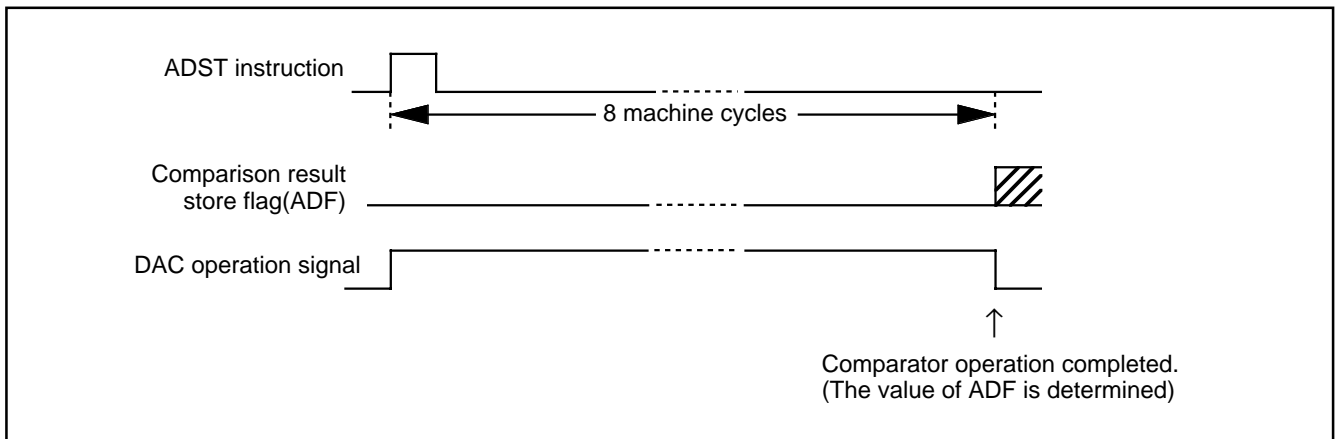 ADST instruction
8 machine cycles
Comparison result
store flag(ADF)
DAC operation signal
Comparator operation completed.
(The value of ADF is determined)